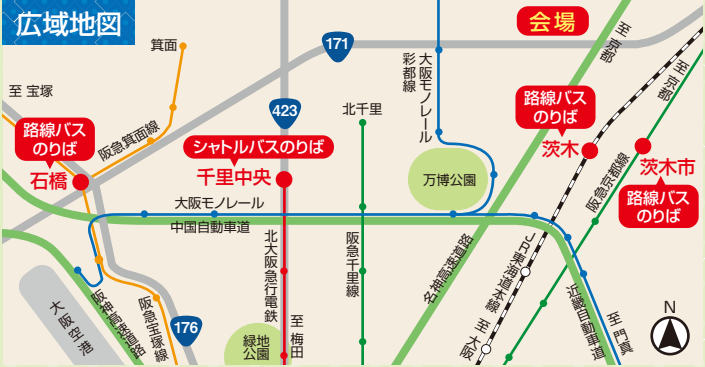 広域地図
会場
箕面
171
至 京都
至 京都
至 宝塚
大阪モノレール
彩都線
423
北千里
路線バス
のりば
茨木
路線バス
のりば
石橋
阪急箕面線
シャトルバスのりば
千里中央
万博公園
阪急京都線
茨木市
路線バス
のりば
大阪モノレール
中国自動車道
北大阪急行電鉄
阪急千里線
名神高速道路
JR東海道本線
至 大阪
近畿自動車道
至 門真
大阪空港
阪神高速道路
阪急宝塚線
176
緑地
公園
至 梅田
N